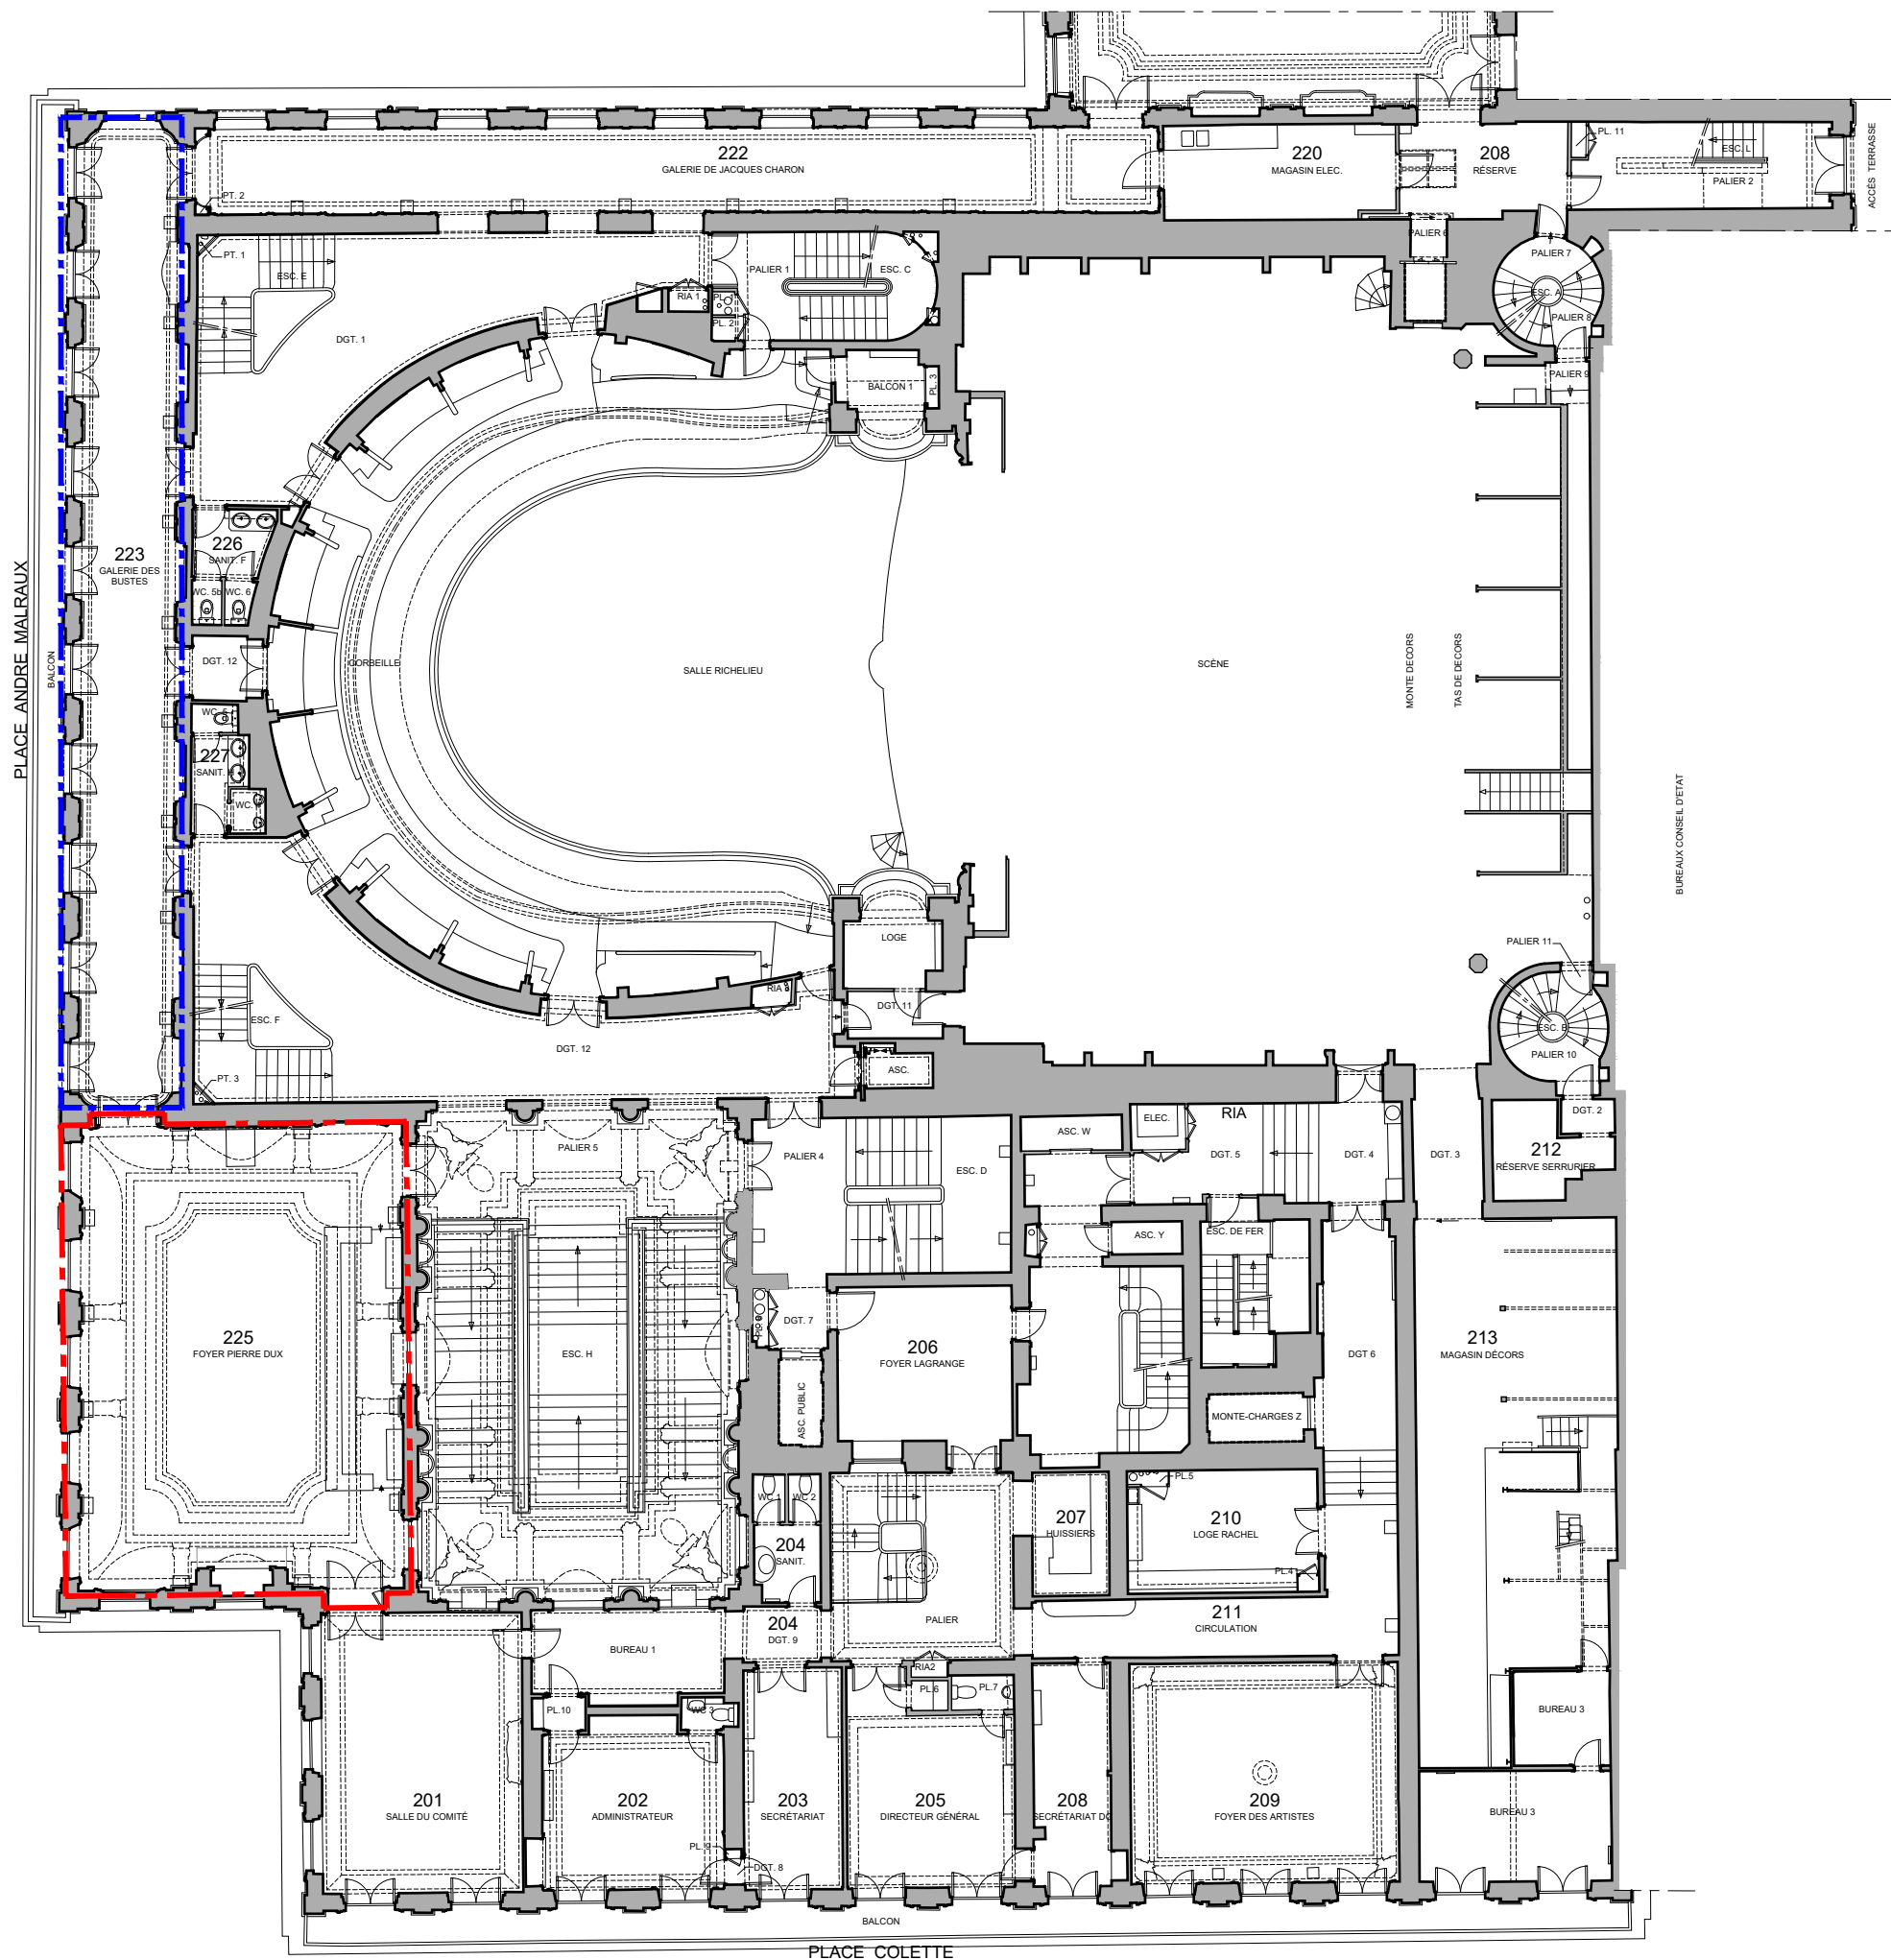 222
GALERIE DE JACQUES CHARON
220
MAGASIN ELEC.
208
RÉSERVE
PL. 11
ESC. L
PALIER 2
ACCÈS TERRASSE
PT. 2
PT. 1
ESC. E
DGT. 1
RIA 1
PL. 1
PL. 2
PALIER 1
ESC. C
PALIER 6
PALIER 7
ESC. A
PALIER 8
PALIER 9
BALCON 1
PL. 3
223
GALERIE DES
BUSTES
226
SANIT. F
WC. 5b
WC. 6
DGT. 12
CORBEILLE
SALLE RICHELIEU
SCÈNE
MONTE DECORS
TAS DE DECORS
BUREAUX CONSEIL D'ETAT
PLACE ANDRE MALRAUX
BALCON
WC. 5
227
SANIT. H
WC.
LOGE
DGT. 11
RIA
ESC. F
DGT. 12
PT. 3
ASC.
PALIER 11
ESC. B
PALIER 10
DGT. 2
212
RÉSERVE SERRURIER
PALIER 5
PALIER 4
ESC. D
ASC. W
ELEC.
RIA
DGT. 5
DGT. 4
DGT. 3
ASC. Y
ESC. DE FER
225
FOYER PIERRE DUX
ESC. H
DGT. 7
ASC. PUBLIC
206
FOYER LAGRANGE
MONTE-CHARGES Z
DGT 6
213
MAGASIN DÉCORS
WC 1
WC 2
204
SANIT.
207
HUISSIERS
PL.5
210
LOGE RACHEL
PL.4
211
CIRCULATION
PALIER
204
DGT. 9
BUREAU 1
RIA2
PL.6
PL.7
PL.10
WC 3
BUREAU 3
201
SALLE DU COMITÉ
202
ADMINISTRATEUR
203
SECRÉTARIAT
205
DIRECTEUR GÉNÉRAL
208
SECRÉTARIAT DG
209
FOYER DES ARTISTES
BUREAU 3
PL. 9
DGT. 8
BALCON
PLACE COLETTE